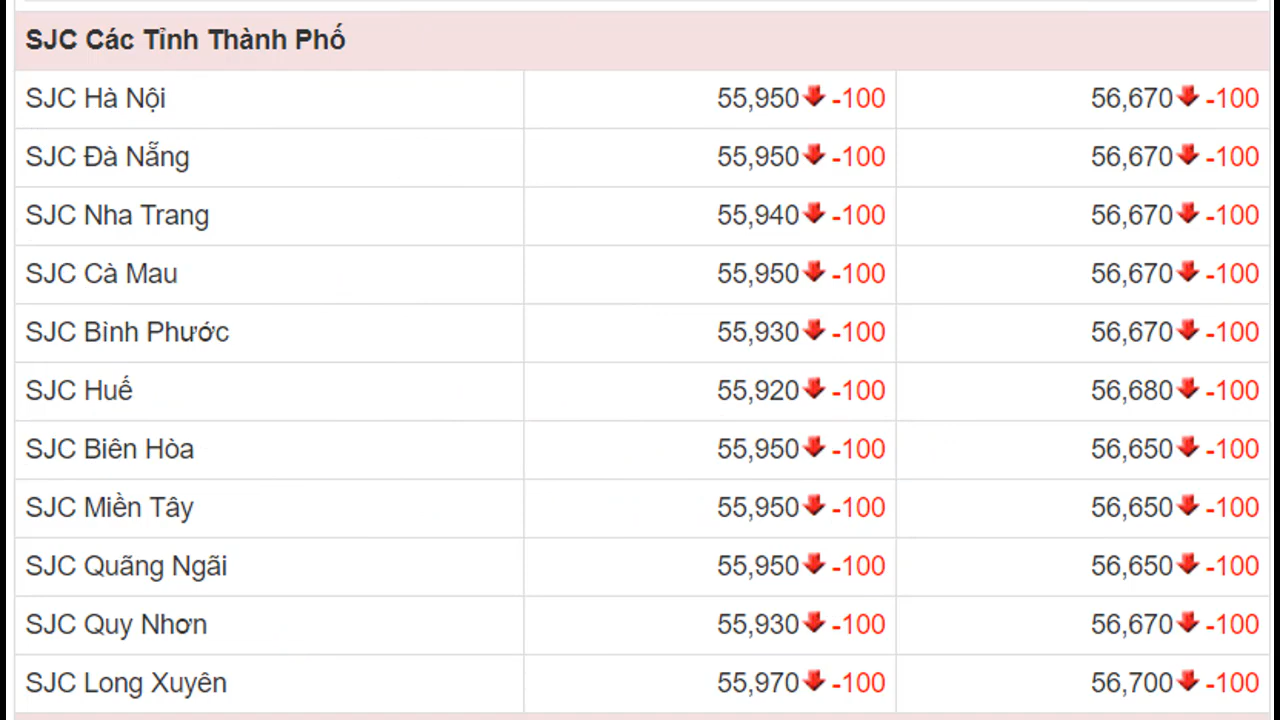 SJC Các Tỉnh Thành Phố
SJC Hà Nội 55,950 -100 56,670 -100
SJC Đà Nẵng 55,950 -100 56,670 -100
SJC Nha Trang 55,940 -100 56,670 -100
SJC Cà Mau 55,950 -100 56,670 -100
SJC Bình Phước 55,930 -100 56,670 -100
SJC Huế 55,920 -100 56,680 -100
SJC Biên Hòa 55,950 -100 56,650 -100
SJC Miền Tây 55,950 -100 56,650 -100
SJC Quãng Ngãi 55,950 -100 56,650 -100
SJC Quy Nhơn 55,930 -100 56,670 -100
SJC Long Xuyên 55,970 -100 56,700 -100